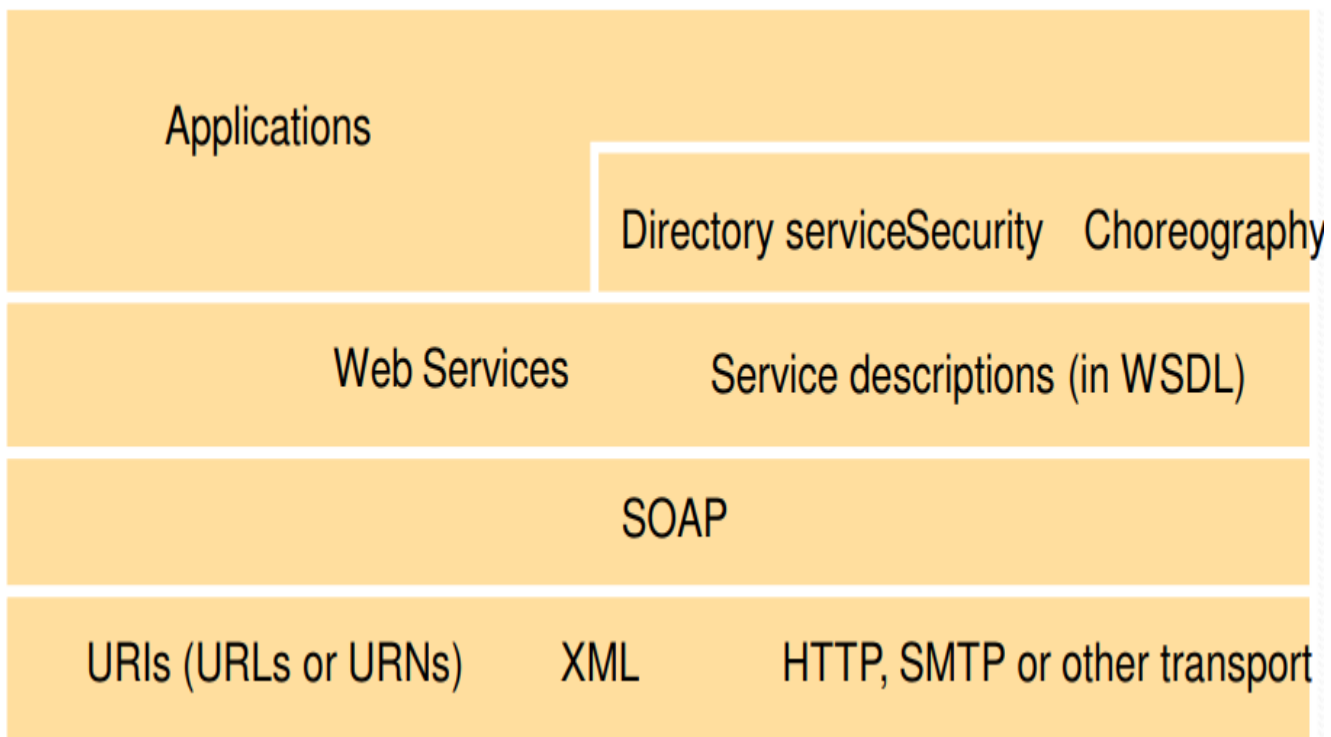 Applications
Directory serviceSecurity Choreography
Web Services Service descriptions (in WSDL)
SOAP
URIs (URLs or URNs) XML HTTP, SMTP or other transport